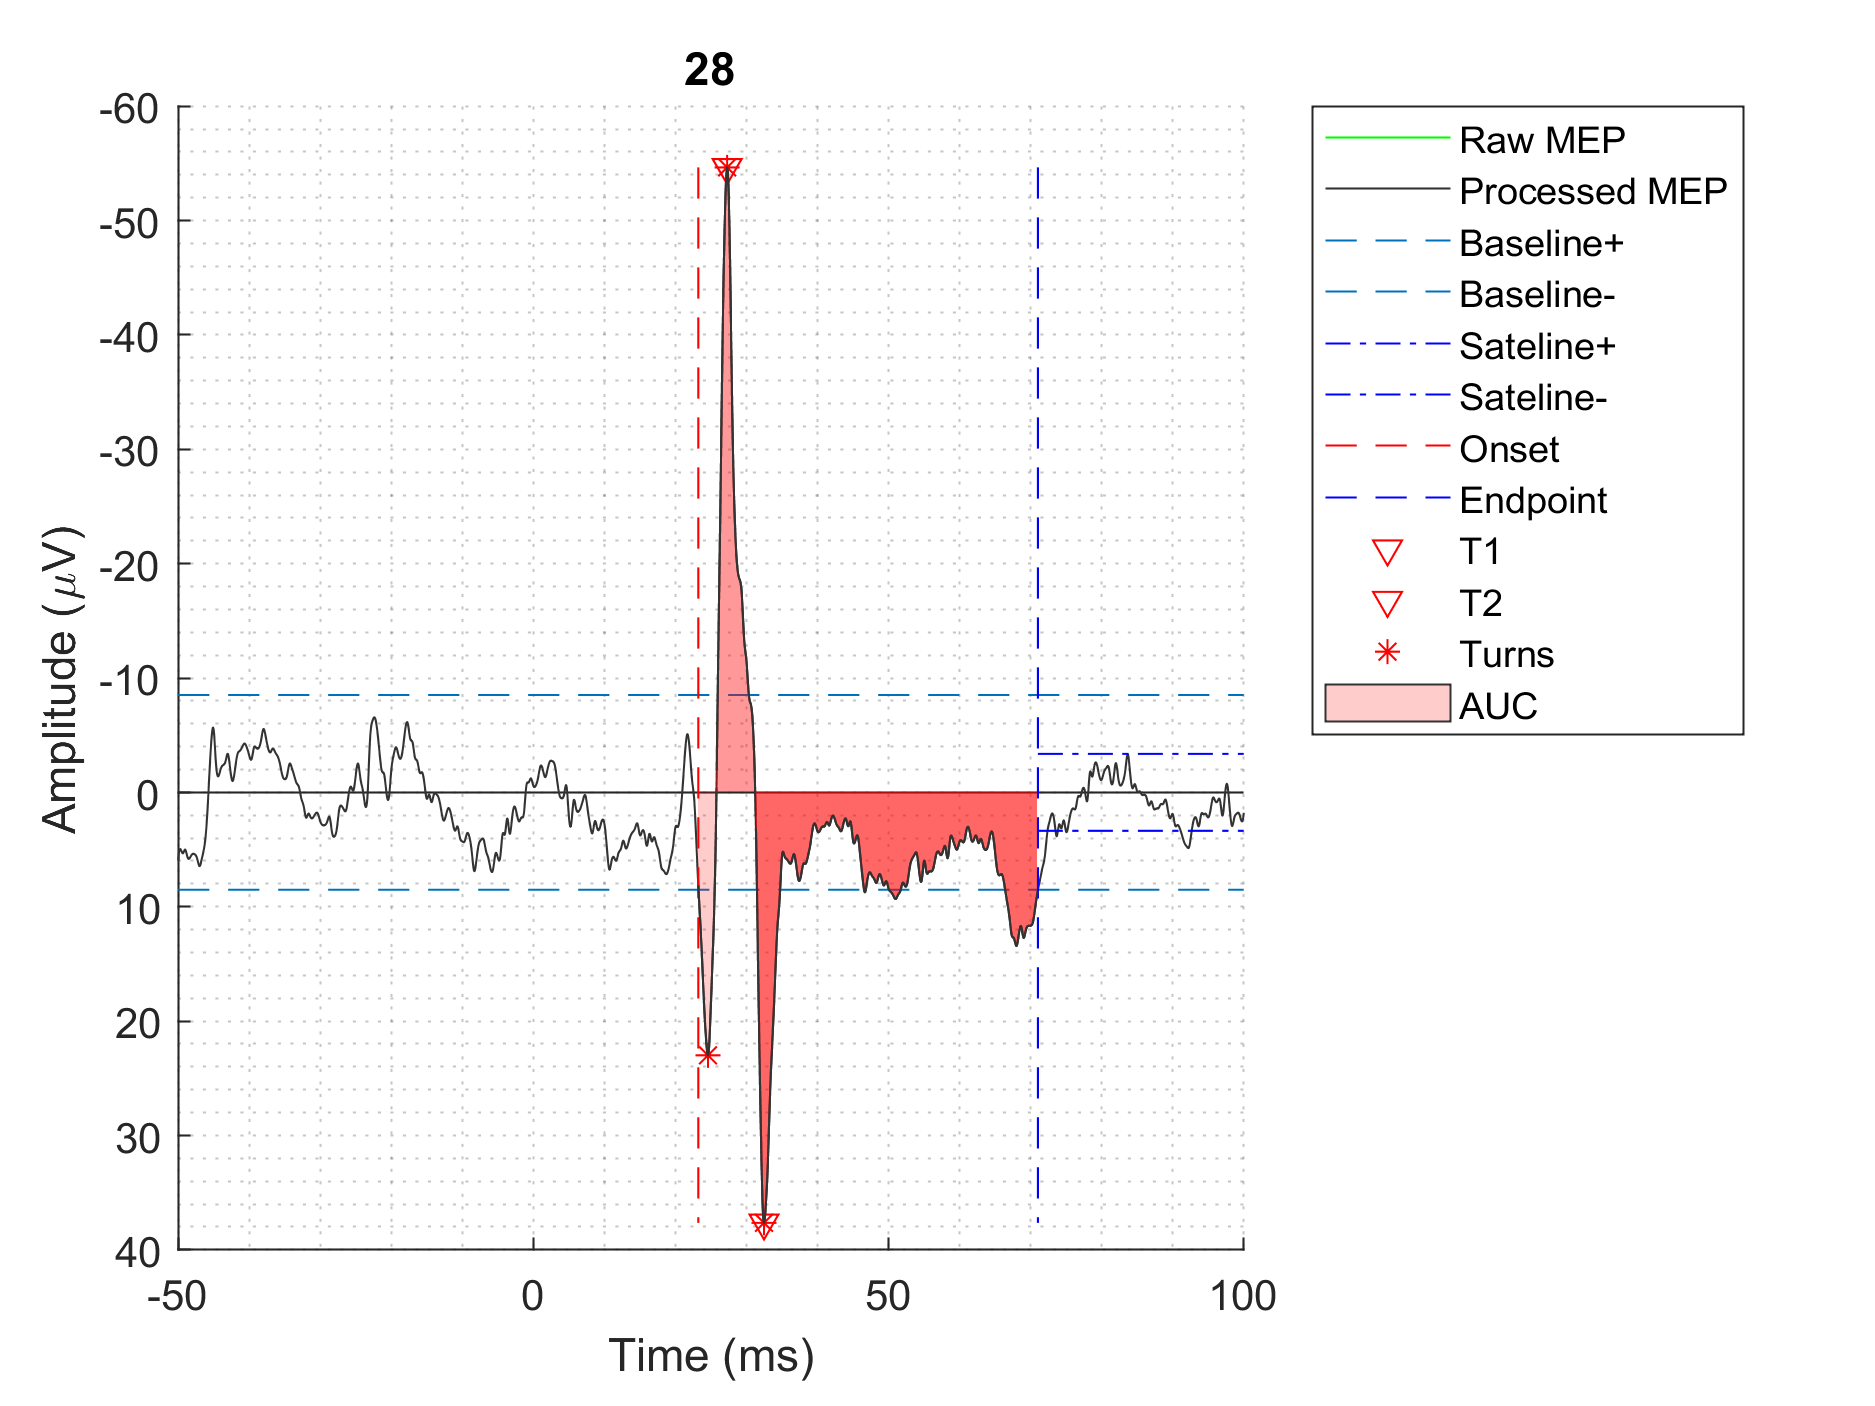 28
-60
-50
-40
-30
-20
-10
0
10
20
30
40
Amplitude (μV)
-50 0 50 100
Time (ms)
Raw MEP
Processed MEP
Baseline+
Baseline-
Sateline+
Sateline-
Onset
Endpoint
T1
T2
Turns
AUC